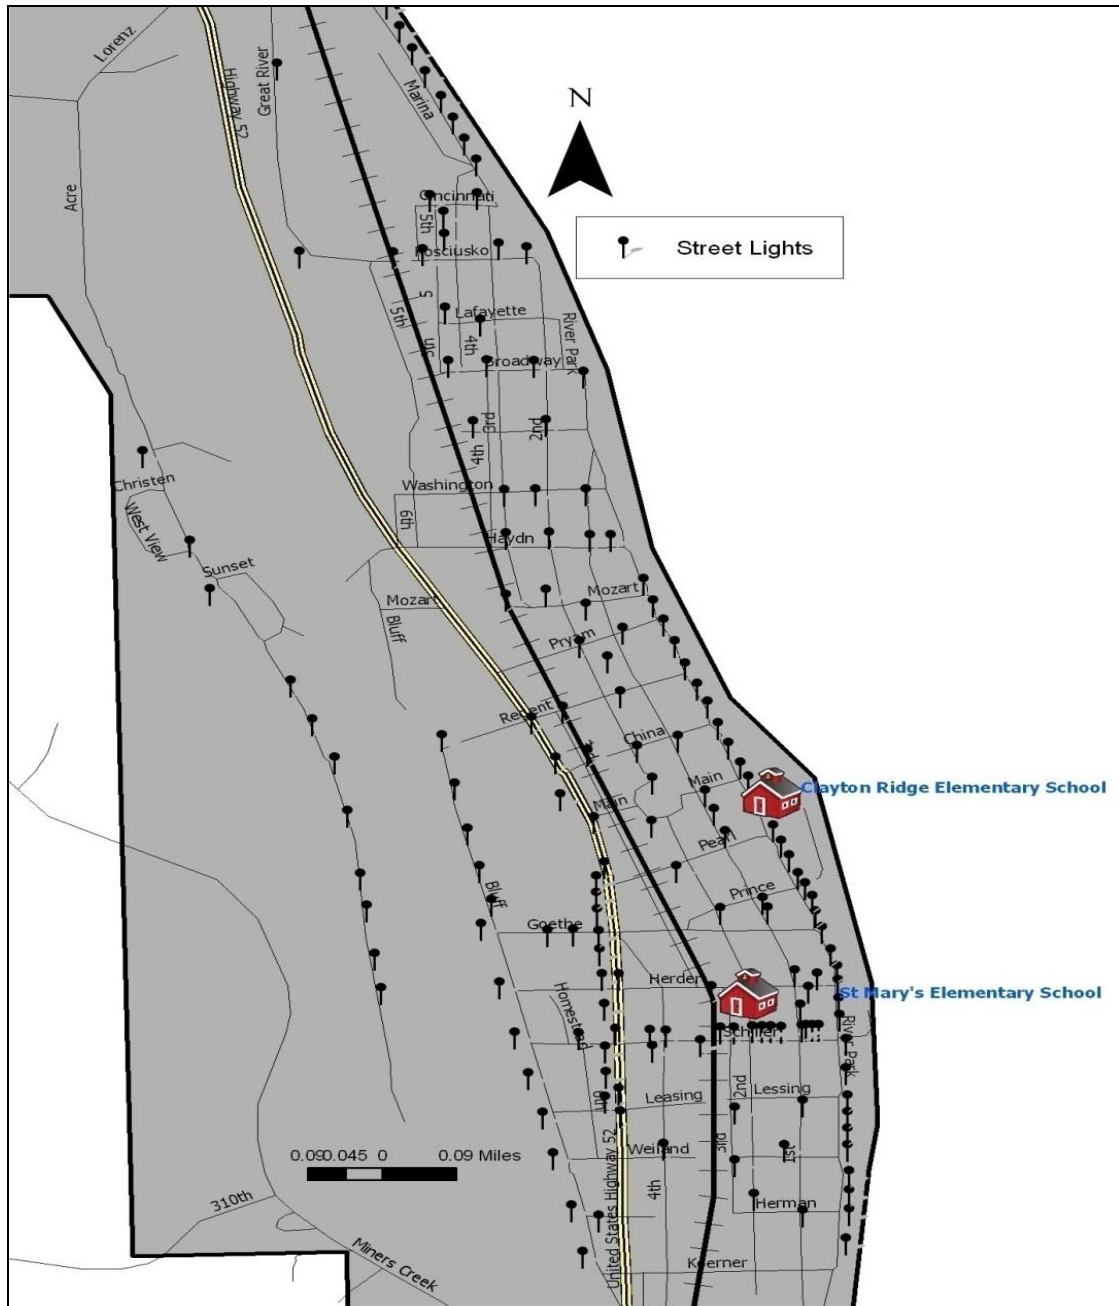 Lorenz
Highway 52
Great River
Marina
N
Acre
Cincinnati
5th
Street Lights
Kosciusko
S
5th
Lafayette
4th
River Park
Broadway
3rd
2nd
4th
Washington
Christen
6th
West View
Haydn
Sunset
Mozart
Mozart
Bluff
Pryam
Regent
China
Main
Clayton Ridge Elementary School
Main
Pearl
Prince
Bluff
Goethe
Herder
St Mary's Elementary School
Homestead
Schiller
River Park
2nd
Lessing
Leasing
6th
3rd
Weiland
1st
0.09 0.045 0 0.09 Miles
4th
Herman
310th
United States Highway 52
Miners Creek
Koerner